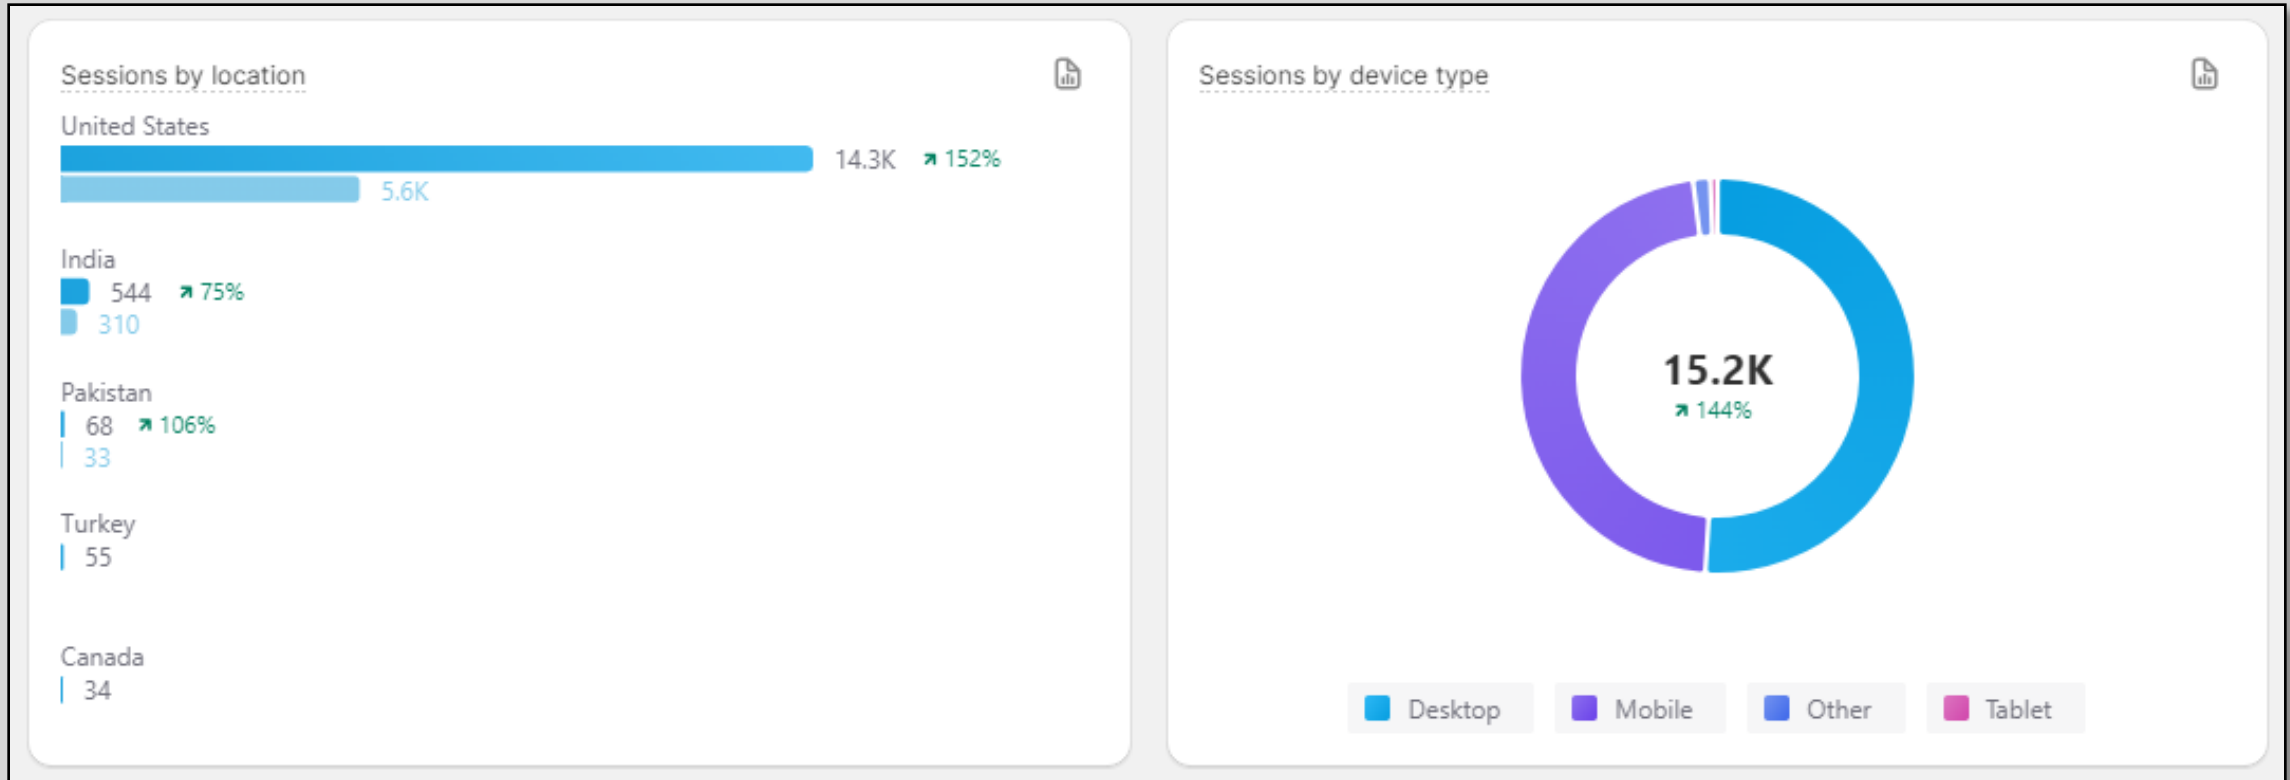 Sessions by location
United States
14.3K 152%
5.6K
India
544 75%
310
Pakistan
68 106%
33
Turkey
55
Canada
34
Sessions by device type
15.2K
144%
Desktop Mobile Other Tablet